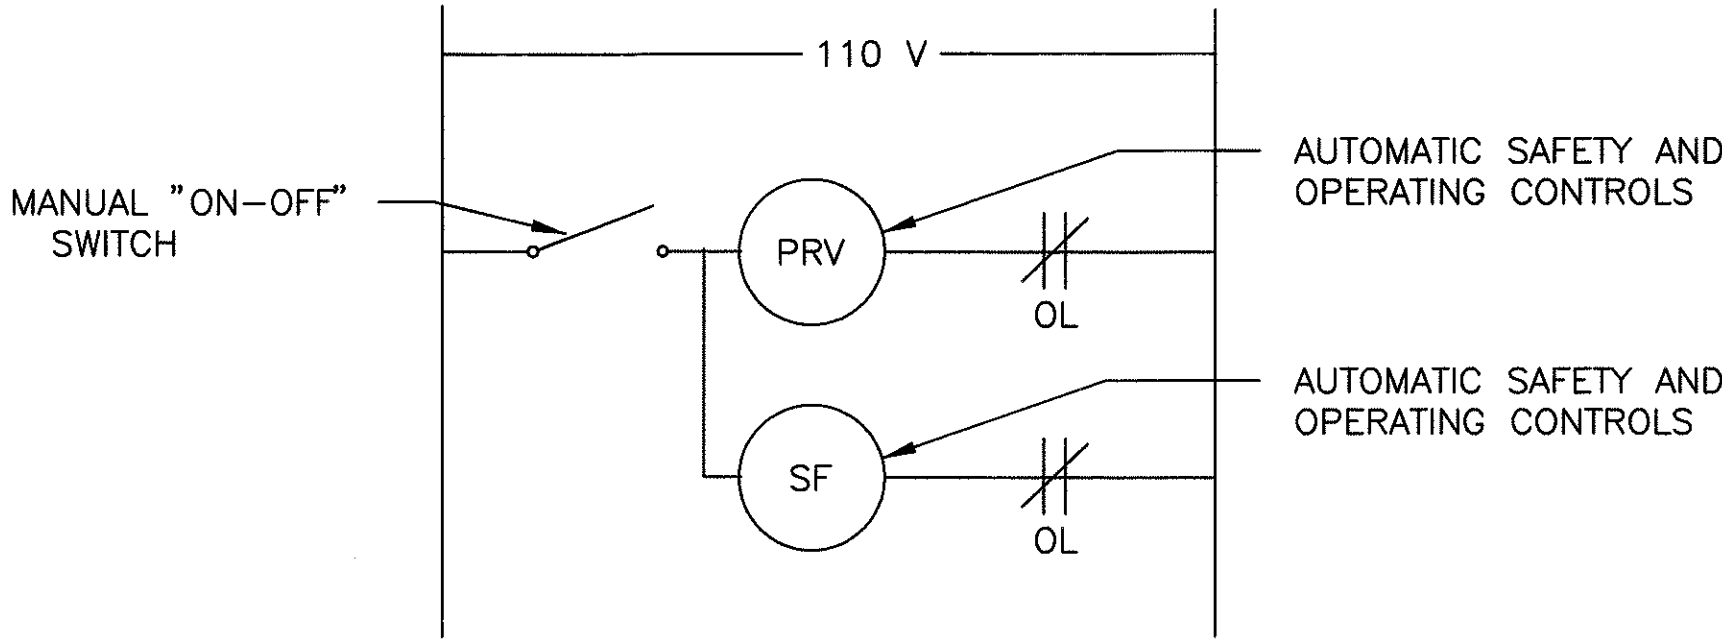 110 V
AUTOMATIC SAFETY AND
OPERATING CONTROLS
MANUAL "ON-OFF"
SWITCH
PRV
OL
AUTOMATIC SAFETY AND
OPERATING CONTROLS
SF
OL